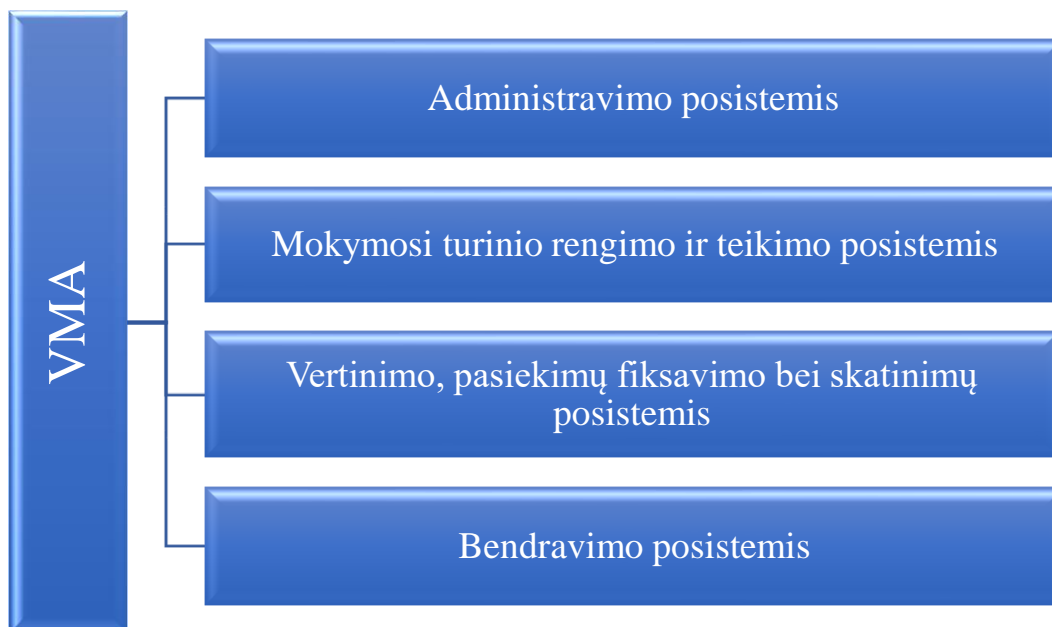 VMA
Administravimo posistemis
Mokymosi turinio rengimo ir teikimo posistemis
Vertinimo, pasiekimų fiksavimo bei skatinimų
posistemis
Bendravimo posistemis